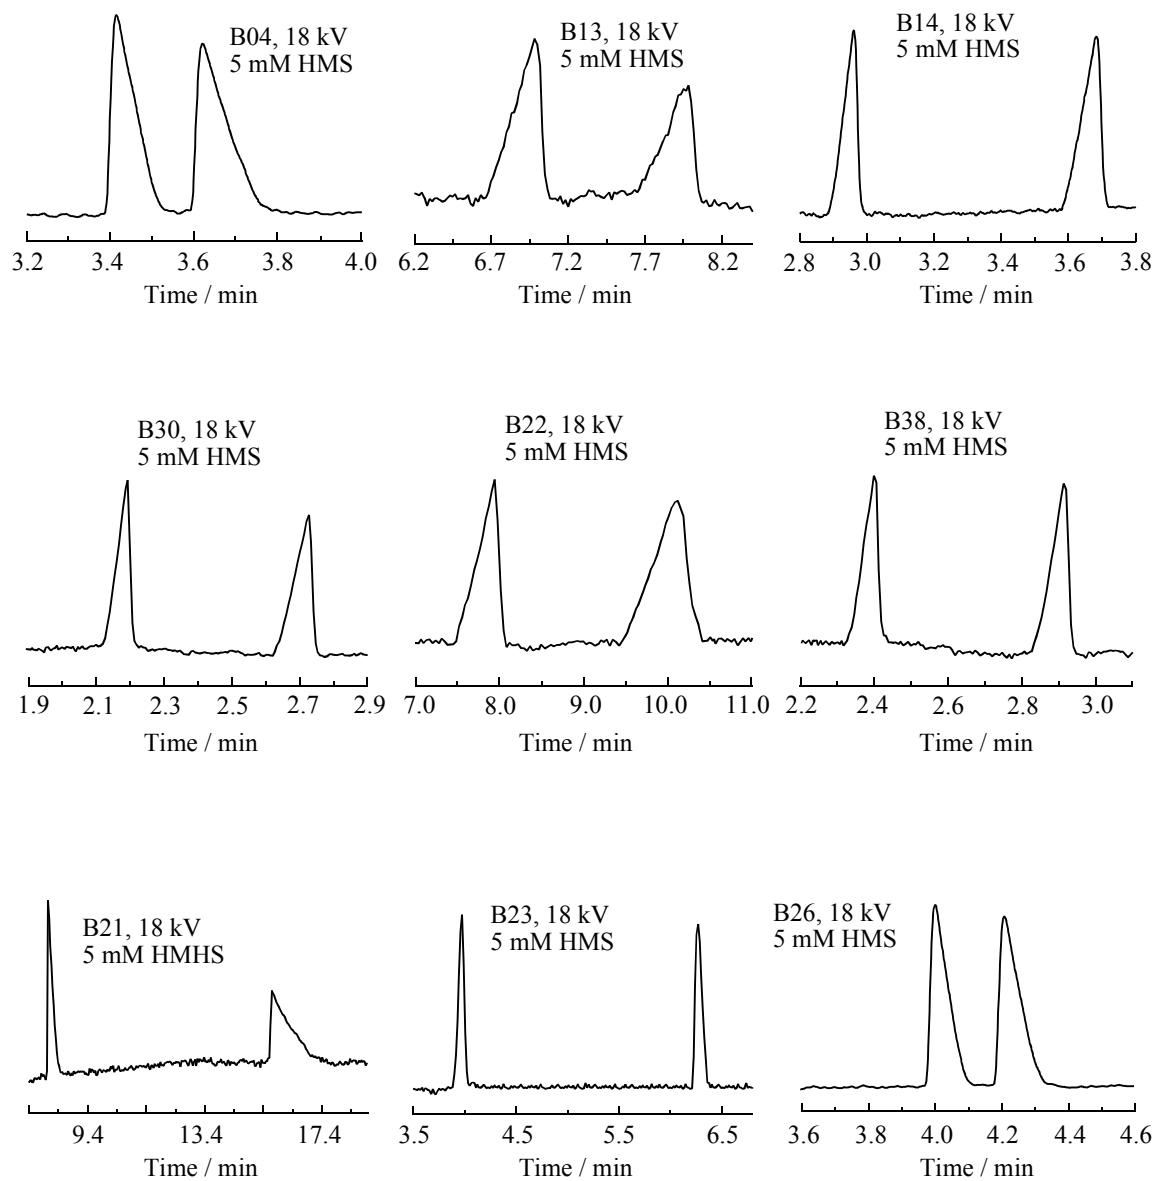 B04, 18 kV
5 mM HMS
3.2 3.4 3.6 3.8 4.0
Time / min
B13, 18 kV
5 mM HMS
6.2 6.7 7.2 7.7 8.2
Time / min
B14, 18 kV
5 mM HMS
2.8 3.0 3.2 3.4 3.6 3.8
Time / min
B30, 18 kV
5 mM HMS
1.9 2.1 2.3 2.5 2.7 2.9
Time / min
B22, 18 kV
5 mM HMS
7.0 8.0 9.0 10.0 11.0
Time / min
B38, 18 kV
5 mM HMS
2.2 2.4 2.6 2.8 3.0
Time / min
B21, 18 kV
5 mM HMHS
9.4 13.4 17.4
Time / min
B23, 18 kV
5 mM HMS
3.5 4.5 5.5 6.5
Time / min
B26, 18 kV
5 mM HMS
3.6 3.8 4.0 4.2 4.4 4.6
Time / min